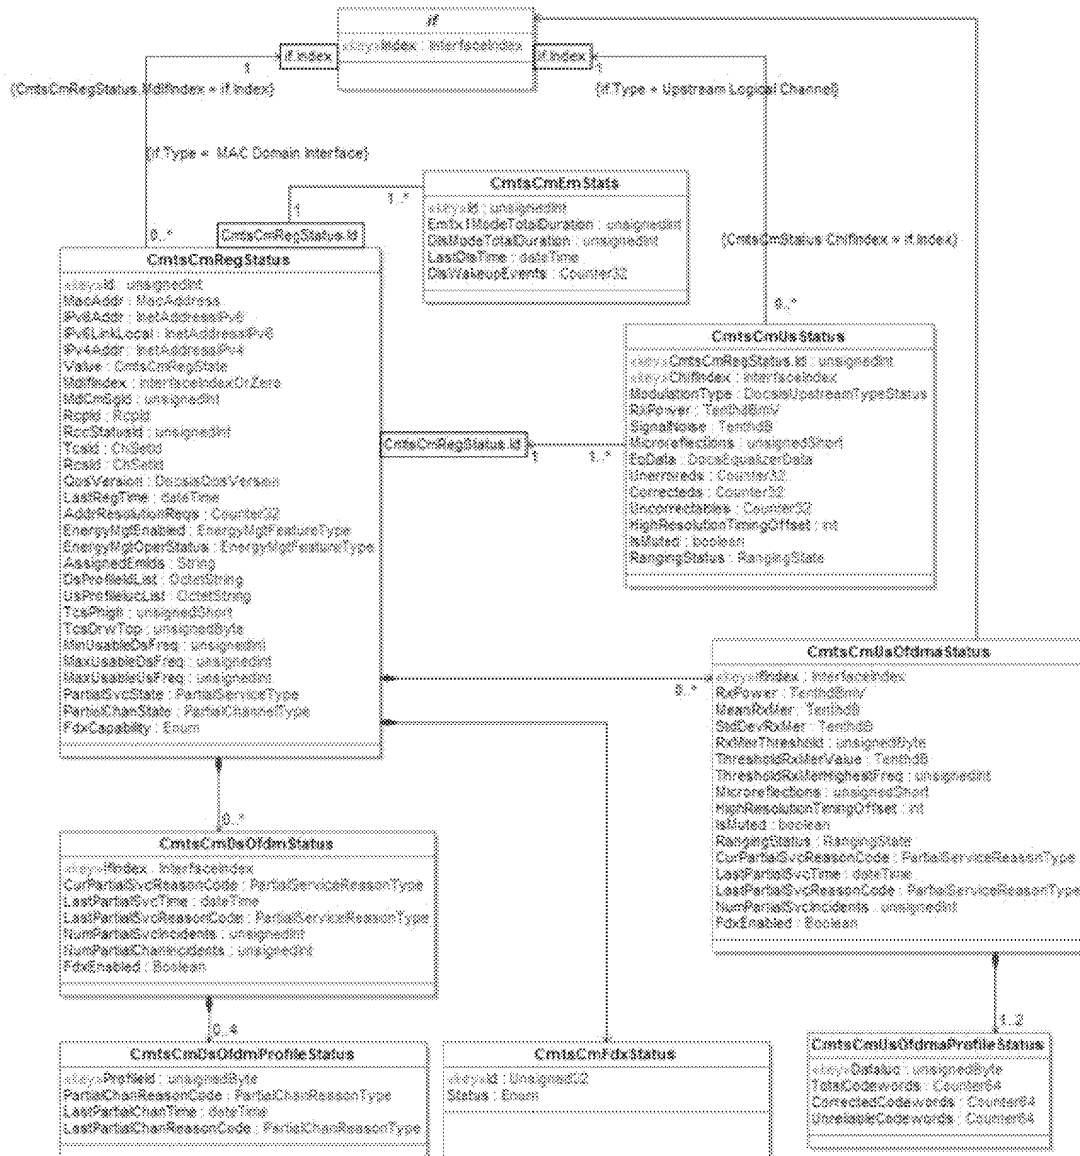 if
«key»Index : InterfaceIndex
if.Index
if.Index
1
1
{CmtsCmRegStatus.MdIfIndex = if.Index}
{if.Type = Upstream Logical Channel}
{if.Type = MAC Domain Interface}
CmtsCmEmStats
«key»Id : unsignedInt
Em1x1ModeTotalDuration : unsignedInt
DlsModeTotalDuration : unsignedInt
LastDlsTime : dateTime
DlsWakeupEvents : Counter32
1..*
1
0..*
CmtsCmRegStatus.Id
{CmtsCmStatus.ChIfIndex = if.Index}
0..*
CmtsCmRegStatus
«key»Id : unsignedInt
MacAddr : MacAddress
IPv6Addr : InetAddressIPv6
IPv6LinkLocal : InetAddressIPv6
IPv4Addr : InetAddressIPv4
Value : CmtsCmRegState
MdIfIndex : InterfaceIndexOrZero
MdCmSgId : unsignedInt
RcpId : RcpId
RccStatusId : unsignedInt
TcsId : ChSetId
RcsId : ChSetId
QosVersion : DocsisQosVersion
LastRegTime : dateTime
AddrResolutionReqs : Counter32
EnergyMgtEnabled : EnergyMgtFeatureType
EnergyMgtOperStatus : EnergyMgtFeatureType
AssignedEmIds : String
DsProfileIdList : OctetString
UsProfileIucList : OctetString
TcsPhigh : unsignedShort
TcsDrwTop : unsignedByte
MinUsableDsFreq : unsignedInt
MaxUsableDsFreq : unsignedInt
MaxUsableUsFreq : unsignedInt
PartialSvcState : PartialServiceType
PartialChanState : PartialChannelType
FdxCapability : Enum
CmtsCmUsStatus
«key»CmtsCmRegStatus.Id : unsignedInt
«key»ChIfIndex : InterfaceIndex
ModulationType : DocsisUpstreamTypeStatus
RxPower : TenthdBmV
SignalNoise : TenthdB
Microreflections : unsignedShort
EqData : DocsEqualizerData
Unerroreds : Counter32
Correcteds : Counter32
Uncorrectables : Counter32
HighResolutionTimingOffset : int
IsMuted : boolean
RangingStatus : RangingState
CmtsCmRegStatus.Id
1
1..*
CmtsCmUsOfdmaStatus
«key»IfIndex : InterfaceIndex
RxPower : TenthdBmV
MeanRxMer : TenthdB
StdDevRxMer : TenthdB
RxMerThreshold : unsignedByte
ThresholdRxMerValue : TenthdB
ThresholdRxMerHighestFreq : unsignedInt
Microreflections : unsignedShort
HighResolutionTimingOffset : int
IsMuted : boolean
RangingStatus : RangingState
CurPartialSvcReasonCode : PartialServiceReasonType
LastPartialSvcTime : dateTime
LastPartialSvcReasonCode : PartialServiceReasonType
NumPartialSvcIncidents : unsignedInt
FdxEnabled : Boolean
0..*
0..*
CmtsCmDsOfdmStatus
«key»IfIndex : InterfaceIndex
CurPartialSvcReasonCode : PartialServiceReasonType
LastPartialSvcTime : dateTime
LastPartialSvcReasonCode : PartialServiceReasonType
NumPartialSvcIncidents : unsignedInt
NumPartialChanIncidents : unsignedInt
FdxEnabled : Boolean
0..4
1..2
CmtsCmDsOfdmProfileStatus
«key»ProfileId : unsignedByte
PartialChanReasonCode : PartialChanReasonType
LastPartialChanTime : dateTime
LastPartialChanReasonCode : PartialChanReasonType
CmtsCmFdxStatus
«key»Id : Unsigned32
Status : Enum
CmtsCmUsOfdmaProfileStatus
«key»DataIuc : unsignedByte
TotalCodewords : Counter64
CorrectedCodewords : Counter64
UnreliableCodewords : Counter64